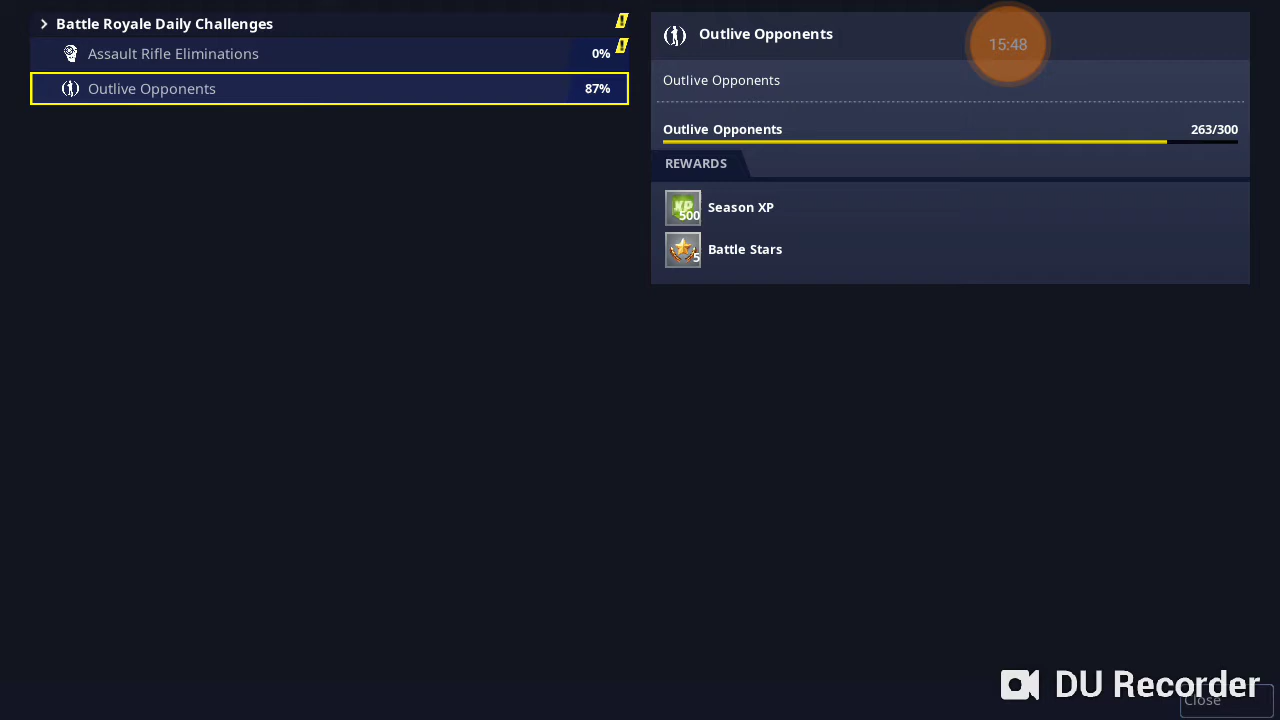 Battle Royale Daily Challenges
Assault Rifle Eliminations 0%
Outlive Opponents 87%
Outlive Opponents
15:48
Outlive Opponents
Outlive Opponents 263/300
REWARDS
XP 500 Season XP
5 Battle Stars
DU Recorder
Close